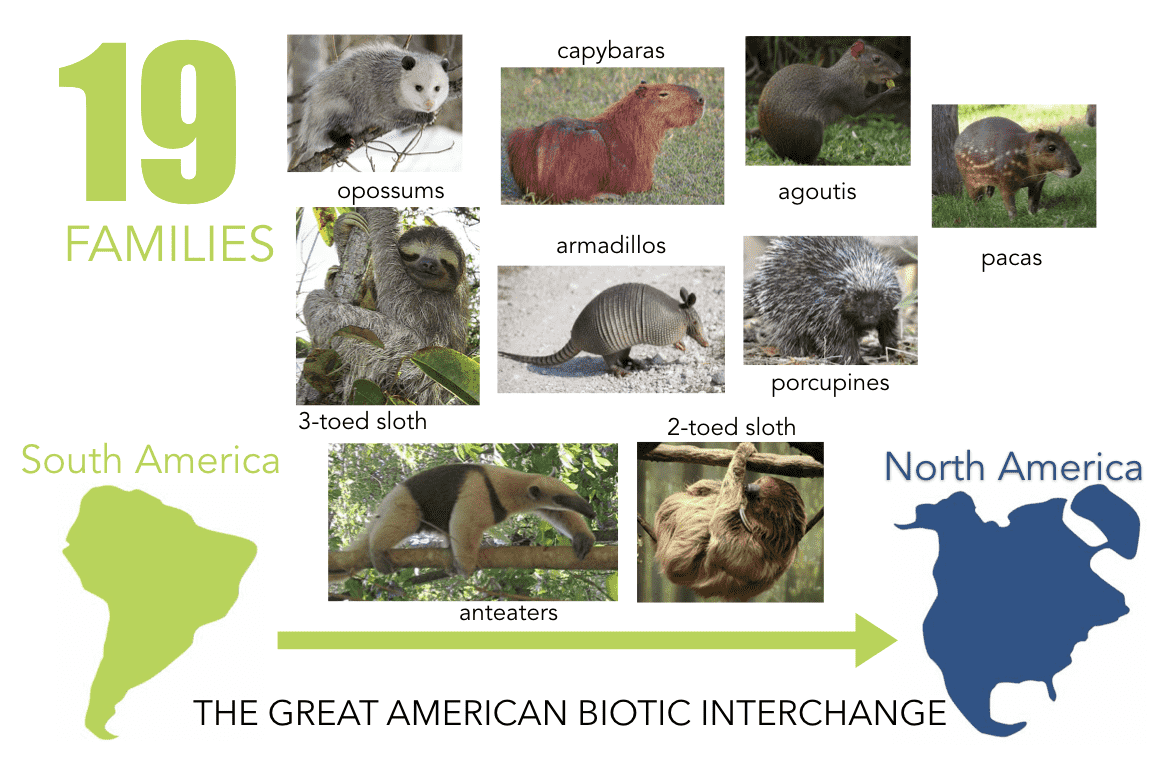 19
FAMILIES
opossums
capybaras
agoutis
pacas
3-toed sloth
armadillos
porcupines
2-toed sloth
anteaters
South America
North America
THE GREAT AMERICAN BIOTIC INTERCHANGE